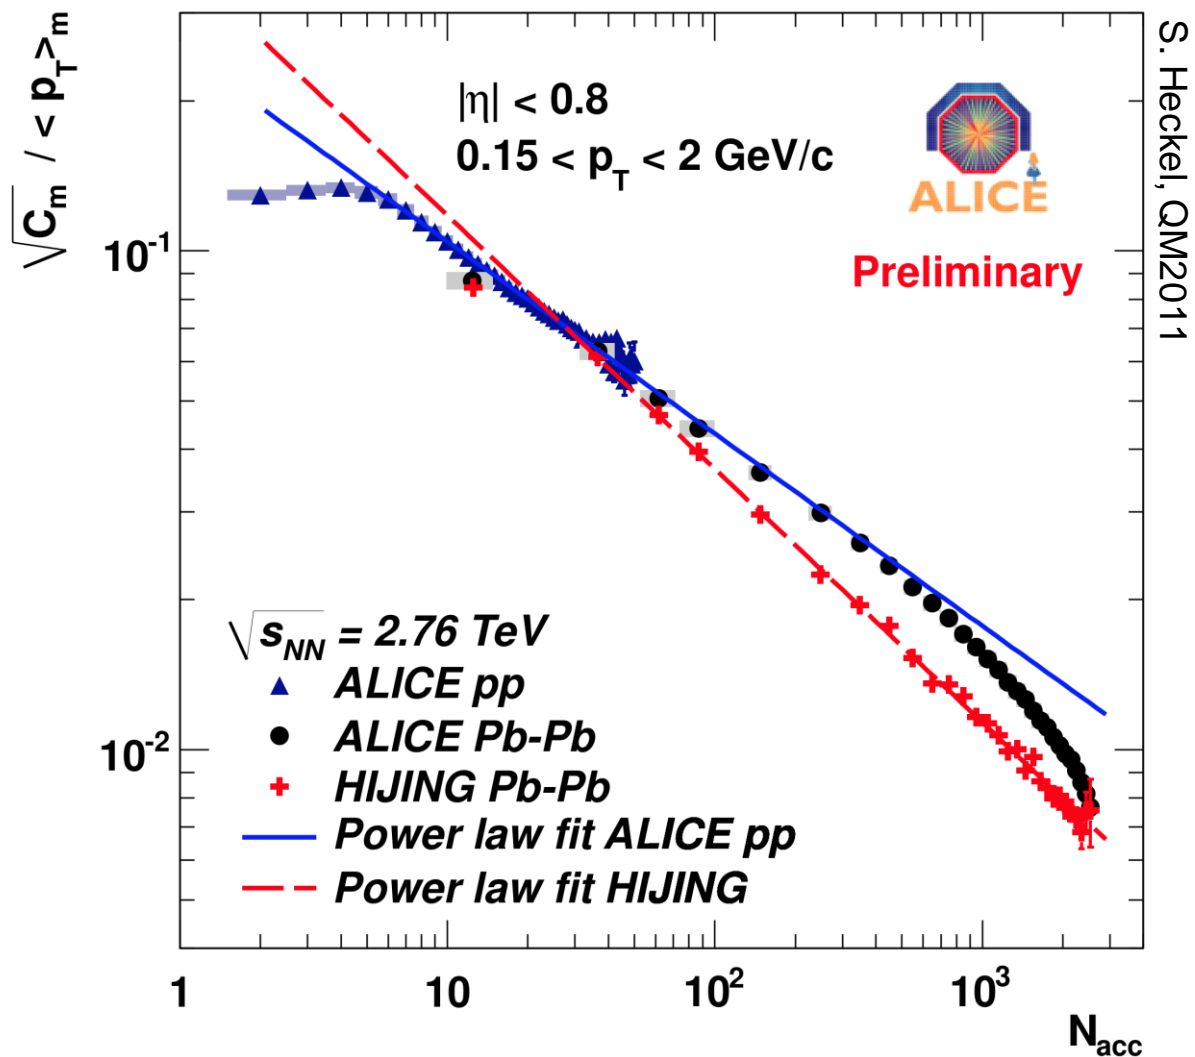 √C_m / < p_T >_m
|η| < 0.8
0.15 < p_T < 2 GeV/c
ALICE
Preliminary
S. Heckel, QM2011
10^-1
10^-2
√s_NN = 2.76 TeV
ALICE pp
ALICE Pb-Pb
HIJING Pb-Pb
Power law fit ALICE pp
Power law fit HIJING
1 10 10^2 10^3
N_acc